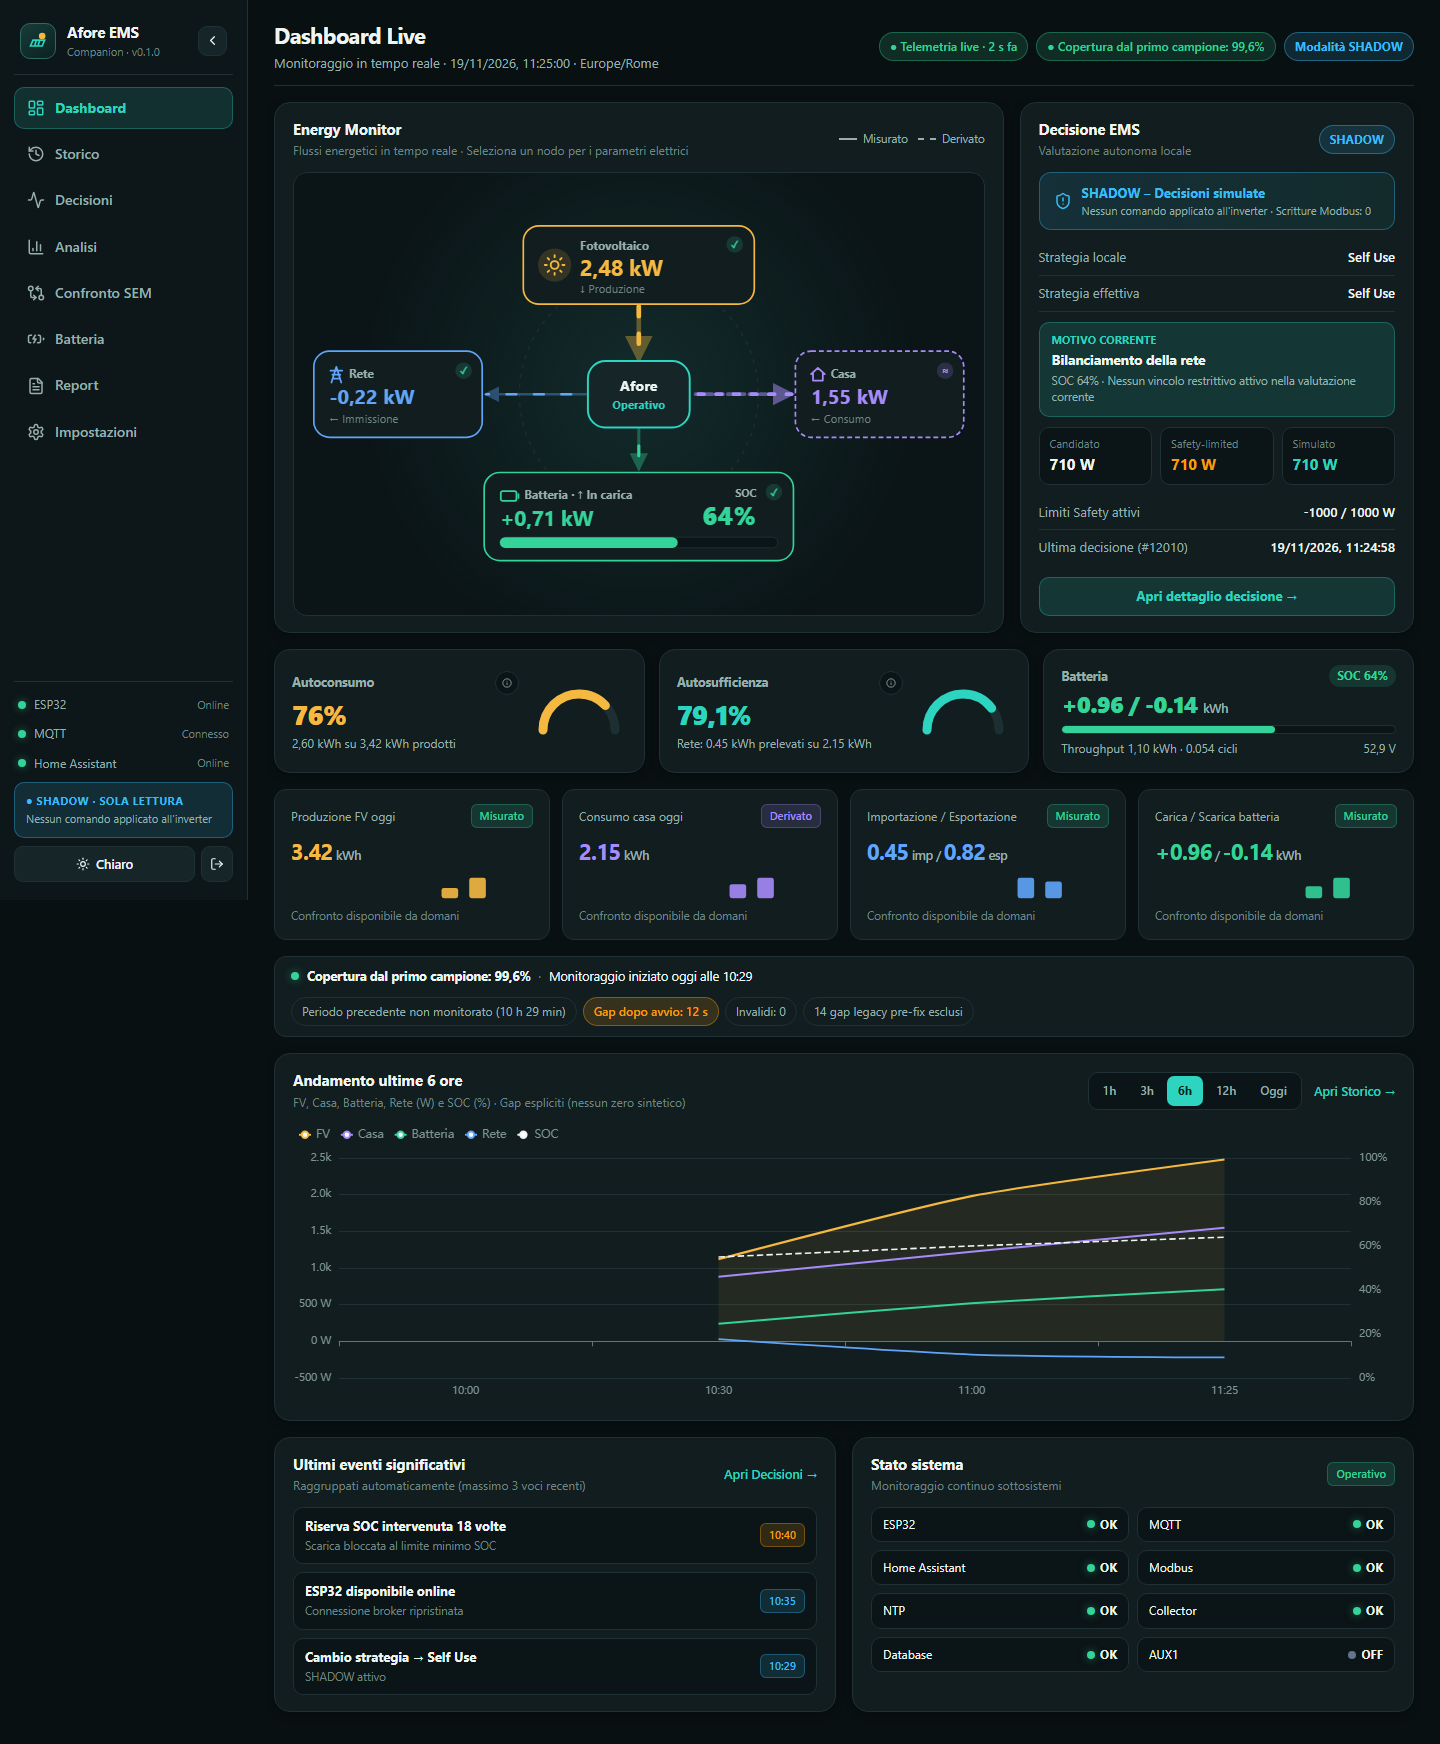 Afore EMS
Companion · v0.1.0
Dashboard
Storico
Decisioni
Analisi
Confronto SEM
Batteria
Report
Impostazioni
ESP32 Online
MQTT Connesso
Home Assistant Online
● SHADOW · SOLA LETTURA
Nessun comando applicato all'inverter
Chiaro
Dashboard Live
Monitoraggio in tempo reale · 19/11/2026, 11:25:00 · Europe/Rome
● Telemetria live · 2 s fa
● Copertura dal primo campione: 99,6%
Modalità SHADOW
Energy Monitor
Flussi energetici in tempo reale · Seleziona un nodo per i parametri elettrici
Misurato Derivato
Fotovoltaico ✓
2,48 kW
↓ Produzione
Rete ✓
-0,22 kW
← Immissione
Afore
Operativo
Casa ≈
1,55 kW
← Consumo
Batteria · ↑ In carica SOC ✓
+0,71 kW 64%
Decisione EMS
Valutazione autonoma locale
SHADOW
SHADOW – Decisioni simulate
Nessun comando applicato all'inverter · Scritture Modbus: 0
Strategia locale Self Use
Strategia effettiva Self Use
MOTIVO CORRENTE
Bilanciamento della rete
SOC 64% · Nessun vincolo restrittivo attivo nella valutazione
corrente
Candidato
710 W
Safety-limited
710 W
Simulato
710 W
Limiti Safety attivi -1000 / 1000 W
Ultima decisione (#12010) 19/11/2026, 11:24:58
Apri dettaglio decisione →
Autoconsumo
76%
2,60 kWh su 3,42 kWh prodotti
Autosufficienza
79,1%
Rete: 0.45 kWh prelevati su 2.15 kWh
Batteria SOC 64%
+0.96 / -0.14 kWh
Throughput 1,10 kWh · 0.054 cicli 52,9 V
Produzione FV oggi Misurato
3.42 kWh
Confronto disponibile da domani
Consumo casa oggi Derivato
2.15 kWh
Confronto disponibile da domani
Importazione / Esportazione Misurato
0.45 imp / 0.82 esp
Confronto disponibile da domani
Carica / Scarica batteria Misurato
+0.96 / -0.14 kWh
Confronto disponibile da domani
Copertura dal primo campione: 99,6% · Monitoraggio iniziato oggi alle 10:29
Periodo precedente non monitorato (10 h 29 min)
Gap dopo avvio: 12 s
Invalidi: 0
14 gap legacy pre-fix esclusi
Andamento ultime 6 ore
FV, Casa, Batteria, Rete (W) e SOC (%) · Gap espliciti (nessun zero sintetico)
1h 3h 6h 12h Oggi
Apri Storico →
FV Casa Batteria Rete SOC
2.5k 100%
2.0k 80%
1.5k 60%
1.0k 40%
500 W
0 W 20%
-500 W 0%
10:00 10:30 11:00 11:25
Ultimi eventi significativi
Raggruppati automaticamente (massimo 3 voci recenti)
Apri Decisioni →
Riserva SOC intervenuta 18 volte
Scarica bloccata al limite minimo SOC
10:40
ESP32 disponibile online
Connessione broker ripristinata
10:35
Cambio strategia → Self Use
SHADOW attivo
10:29
Stato sistema
Monitoraggio continuo sottosistemi
Operativo
ESP32 OK
MQTT OK
Home Assistant OK
Modbus OK
NTP OK
Collector OK
Database OK
AUX1 OFF